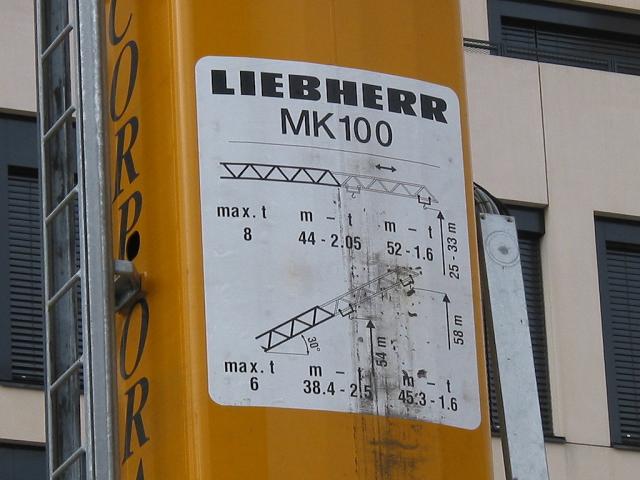 CORPORA
LIEBHERR
MK100
max. t m – t m – t
8 44 - 2.05 52 - 1.6
25 - 33 m
30°
54 m
58 m
max. t m – t m – t
6 38.4 - 2.5 45.3 - 1.6